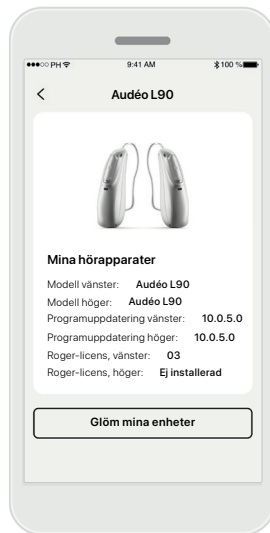 ●●●○○ PH 9:41 AM 100 %
Audéo L90
Mina hörapparater
Modell vänster: Audéo L90
Modell höger: Audéo L90
Programuppdatering vänster: 10.0.5.0
Programuppdatering höger: 10.0.5.0
Roger-licens, vänster: 03
Roger-licens, höger: Ej installerad
Glöm mina enheter